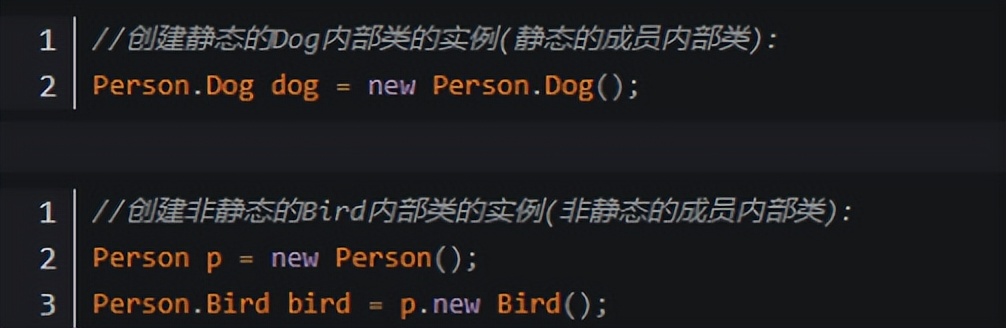 1 //创建静态的Dog内部类的实例(静态的成员内部类):
2 Person.Dog dog = new Person.Dog();
1 //创建非静态的Bird内部类的实例(非静态的成员内部类):
2 Person p = new Person();
3 Person.Bird bird = p.new Bird();